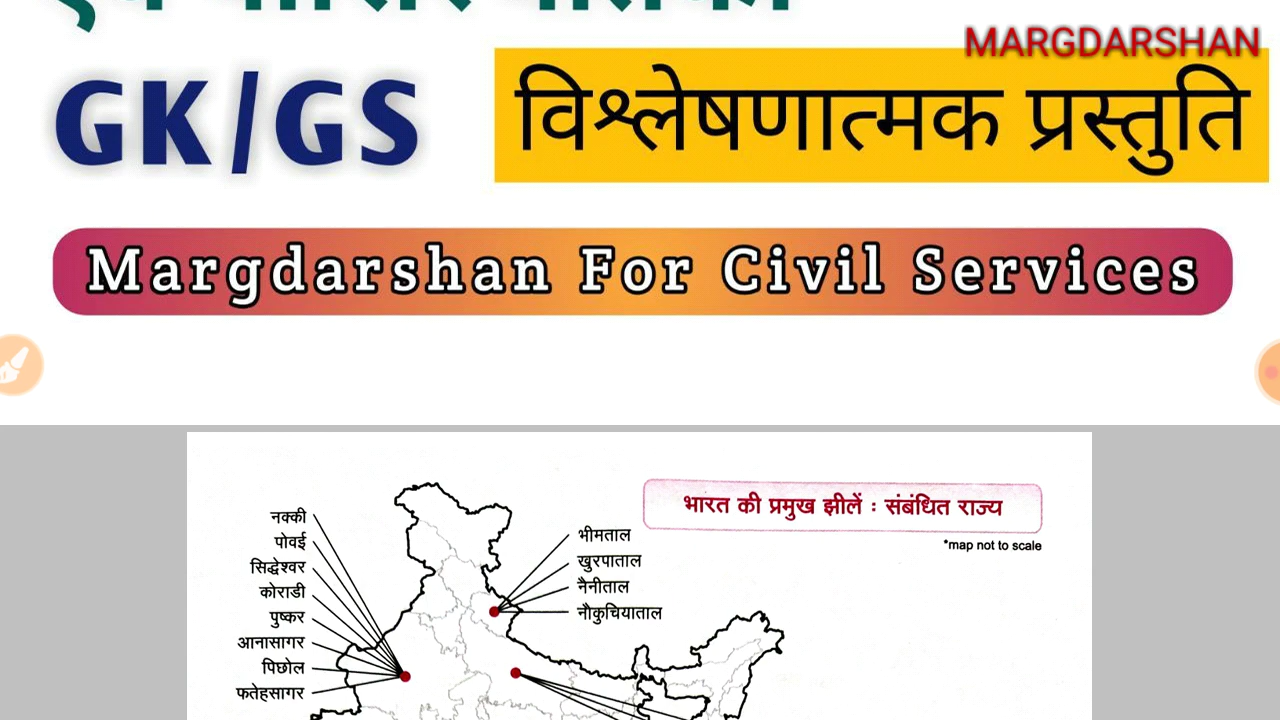 MARGDARSHAN
GK/GS विश्लेषणात्मक प्रस्तुति
Margdarshan For Civil Services
भारत की प्रमुख झीलें : संबंधित राज्य
*map not to scale
नक्की
पोवई
सिद्धेश्वर
कोराडी
पुष्कर
आनासागर
पिछोल
फतेहसागर
भीमताल
खुरपाताल
नैनीताल
नौकुचियाताल